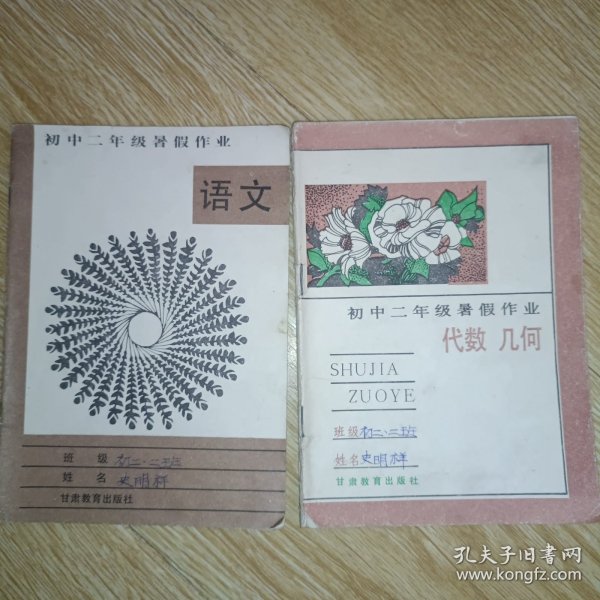 初中二年级暑假作业
语文
班级 初二·二班
姓名 史明祥
甘肃教育出版社
初中二年级暑假作业
代数 几何
SHUJIA
ZUOYE
班级 初二·二班
姓名 史明祥
甘肃教育出版社
孔夫子旧书网
www.kongfz.com